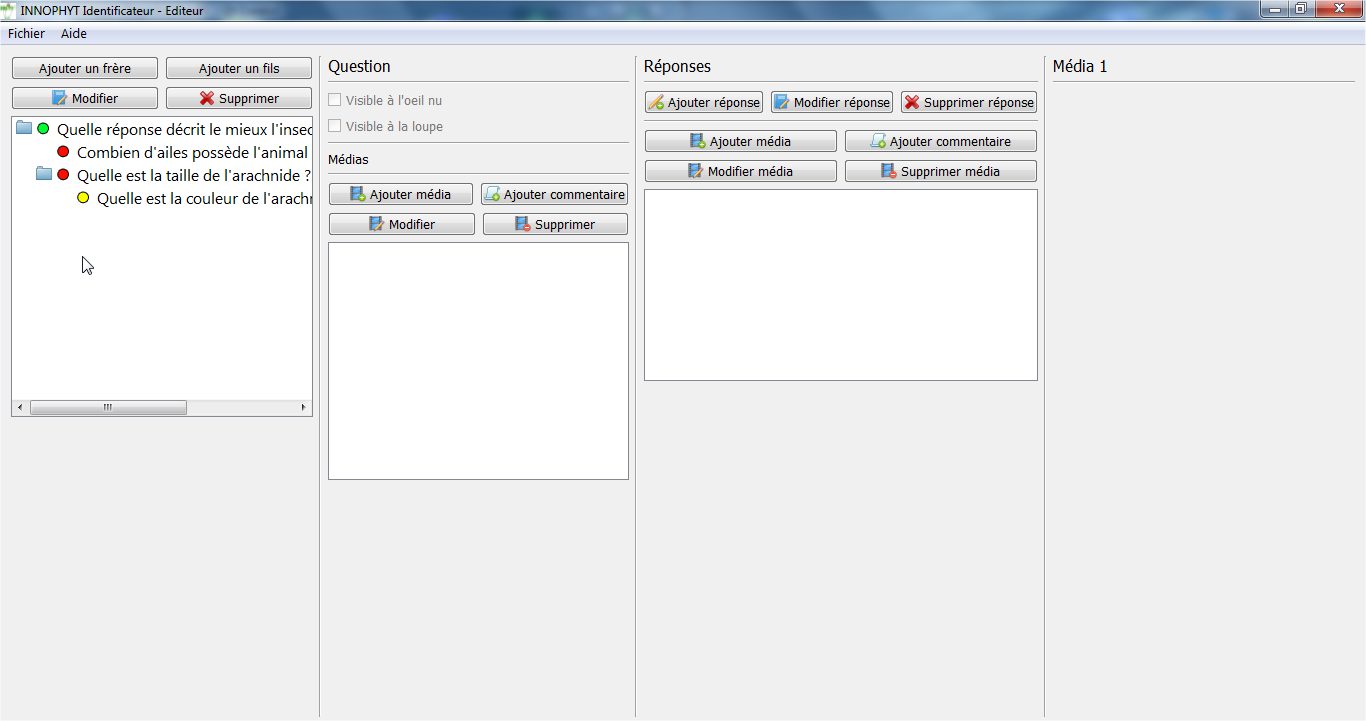 INNOPHYT Identificateur - Editeur
Fichier Aide
Ajouter un frère Ajouter un fils
Modifier Supprimer
Quelle réponse décrit le mieux l'insec
Combien d'ailes possède l'animal
Quelle est la taille de l'arachnide ?
Quelle est la couleur de l'arachn
Question
Visible à l'oeil nu
Visible à la loupe
Médias
Ajouter média Ajouter commentaire
Modifier Supprimer
Réponses
Ajouter réponse Modifier réponse Supprimer réponse
Ajouter média Ajouter commentaire
Modifier média Supprimer média
Média 1